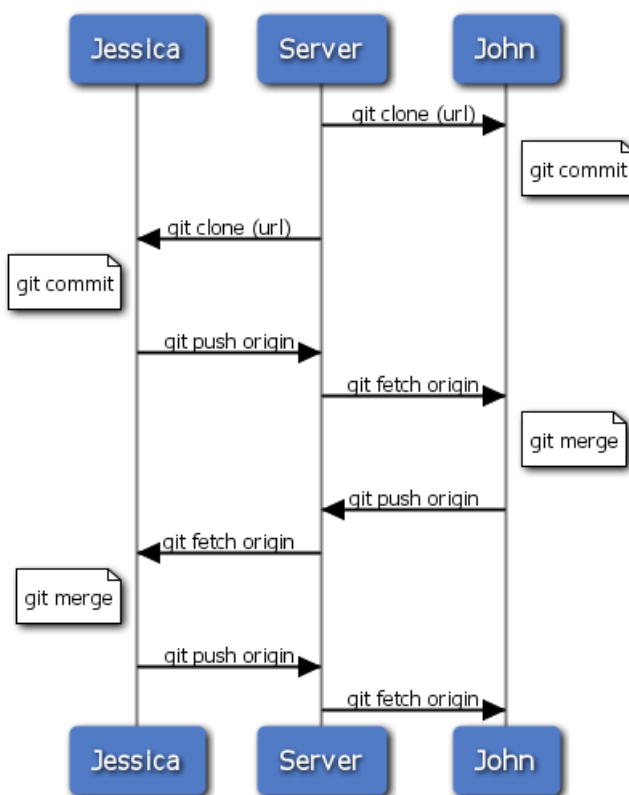 Jessica Server John
git clone (url)
git commit
git clone (url)
git commit
git push origin
git fetch origin
git merge
git push origin
git fetch origin
git merge
git push origin
git fetch origin
Jessica Server John